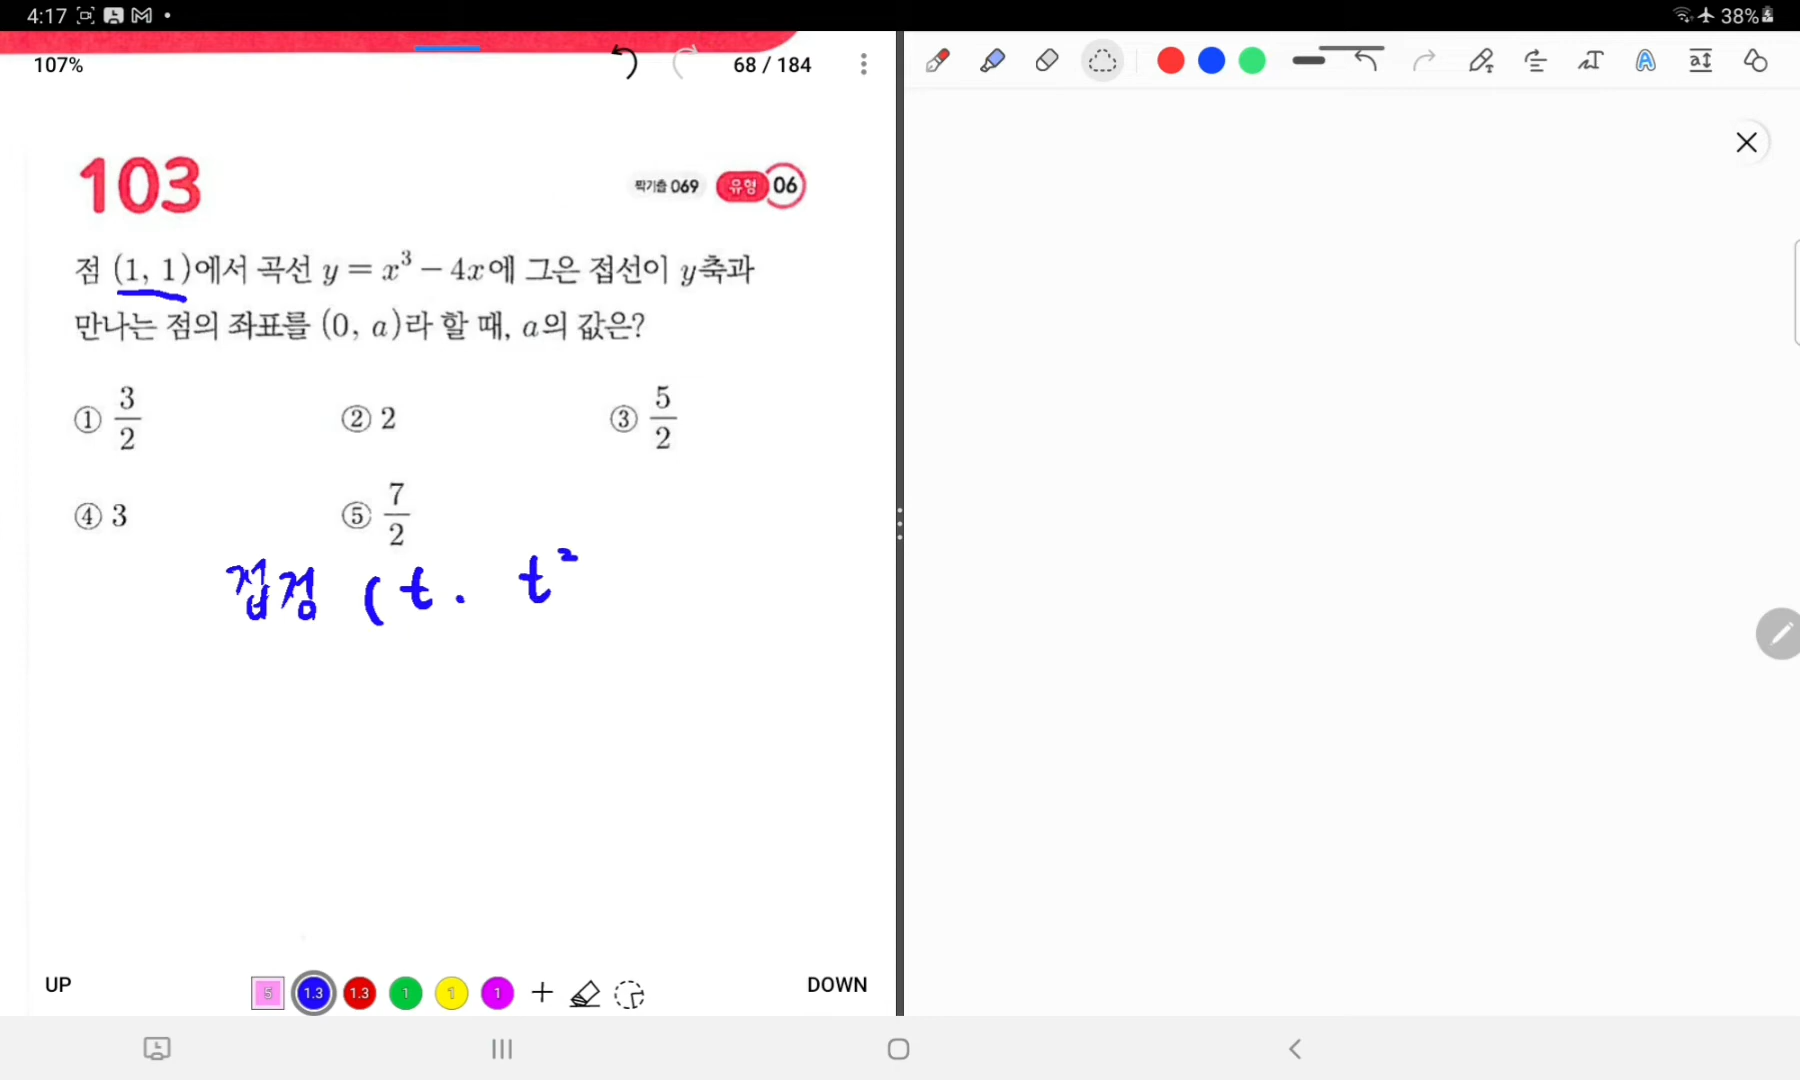 4:17 38%
107% 68 / 184
103 짝기출 069 유형 06
점 (1, 1)에서 곡선 y = x³ − 4x에 그은 접선이 y축과
만나는 점의 좌표를 (0, a)라 할 때, a의 값은?
① 3/2 ② 2 ③ 5/2
④ 3 ⑤ 7/2
접점 (t . t²
UP 5 1.3 1.3 1 1 1 DOWN